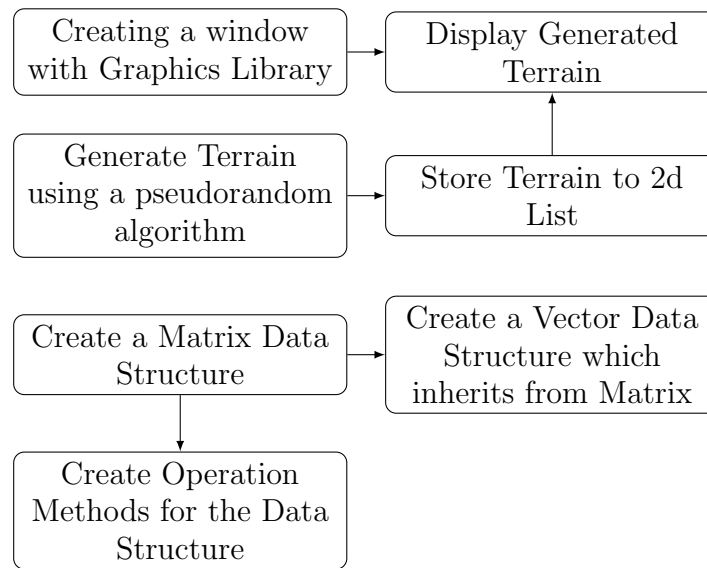 Creating a window
with Graphics Library
Display Generated
Terrain
Generate Terrain
using a pseudorandom
algorithm
Store Terrain to 2d
List
Create a Matrix Data
Structure
Create a Vector Data
Structure which
inherits from Matrix
Create Operation
Methods for the Data
Structure